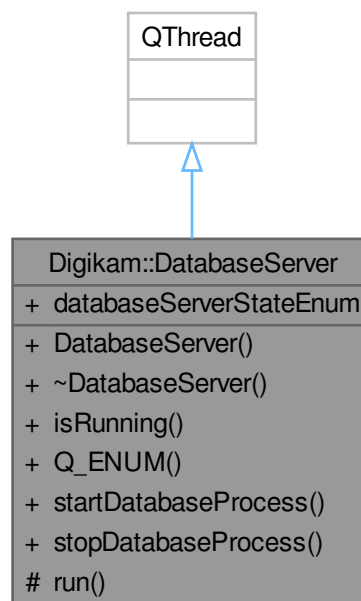 QThread
Digikam::DatabaseServer
+ databaseServerStateEnum
+ DatabaseServer()
+ ~DatabaseServer()
+ isRunning()
+ Q_ENUM()
+ startDatabaseProcess()
+ stopDatabaseProcess()
# run()